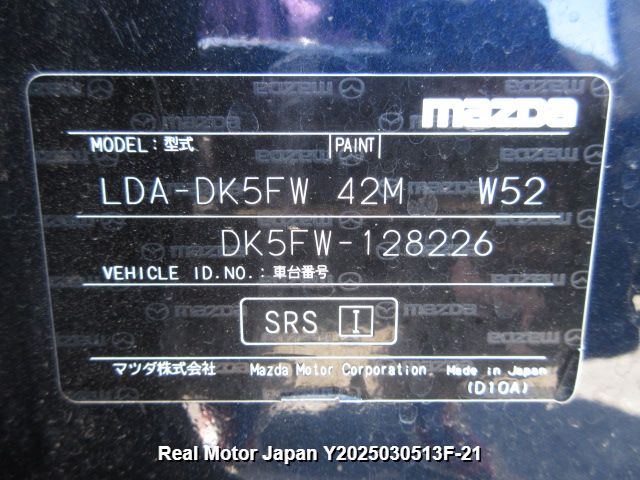 mazda
MODEL: 型式 PAINT
LDA-DK5FW 42M W52
DK5FW-128226
VEHICLE ID.NO.: 車台番号
SRS I
マツダ株式会社 Mazda Motor Corporation. Made in Japan
(D10A)
Real Motor Japan Y2025030513F-21